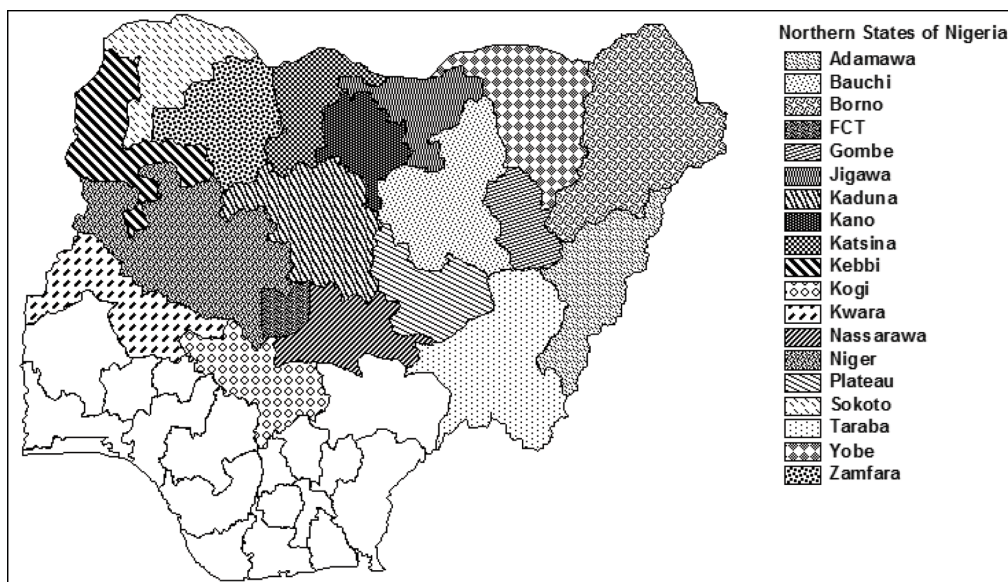 Northern States of Nigeria
Adamawa
Bauchi
Borno
FCT
Gombe
Jigawa
Kaduna
Kano
Katsina
Kebbi
Kogi
Kwara
Nassarawa
Niger
Plateau
Sokoto
Taraba
Yobe
Zamfara